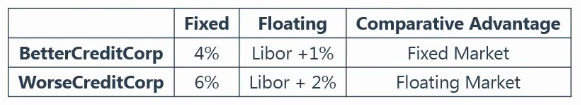 Fixed Floating Comparative Advantage
BetterCreditCorp 4% Libor +1% Fixed Market
WorseCreditCorp 6% Libor + 2% Floating Market